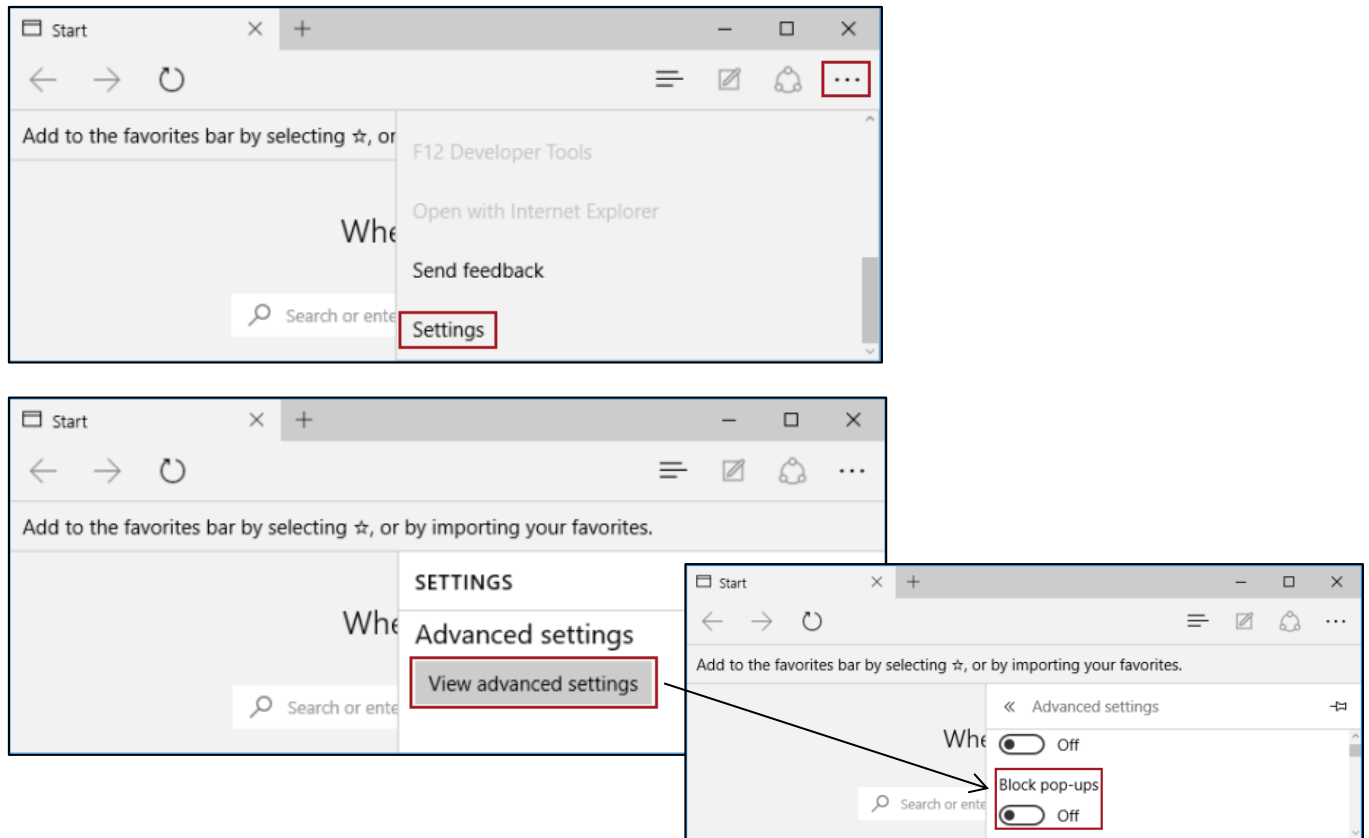 Start
Add to the favorites bar by selecting ☆, or
F12 Developer Tools
Open with Internet Explorer
Whe
Send feedback
Search or ente
Settings
Start
Add to the favorites bar by selecting ☆, or by importing your favorites.
SETTINGS
Whe
Advanced settings
View advanced settings
Search or ente
Start
Add to the favorites bar by selecting ☆, or by importing your favorites.
Advanced settings
Whe
Off
Block pop-ups
Search or ente
Off